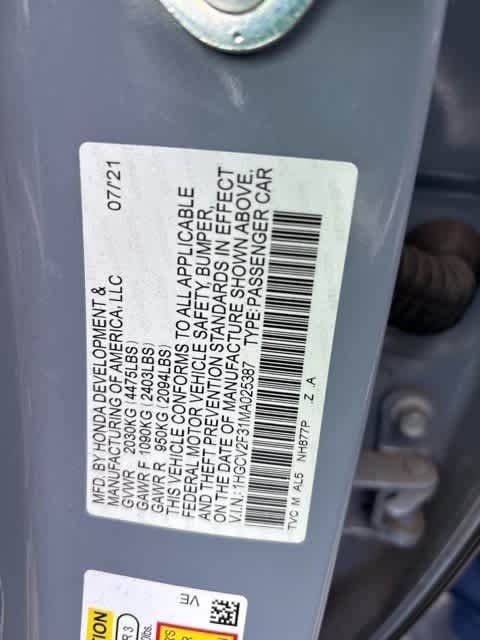 MFD. BY HONDA DEVELOPMENT &
MANUFACTURING OF AMERICA, LLC 07/'21
GVWR 2030KG (4475LBS)
GAWR F 1090KG (2403LBS)
GAWR R 950KG (2094LBS)
THIS VEHICLE CONFORMS TO ALL APPLICABLE
FEDERAL MOTOR VEHICLE SAFETY, BUMPER,
AND THEFT PREVENTION STANDARDS IN EFFECT
ON THE DATE OF MANUFACTURE SHOWN ABOVE,
V.I.N.: 1HGCV2F31MA025387 TYPE:PASSENGER CAR
TVC M AL5 NH877P Z A
VE
R 3